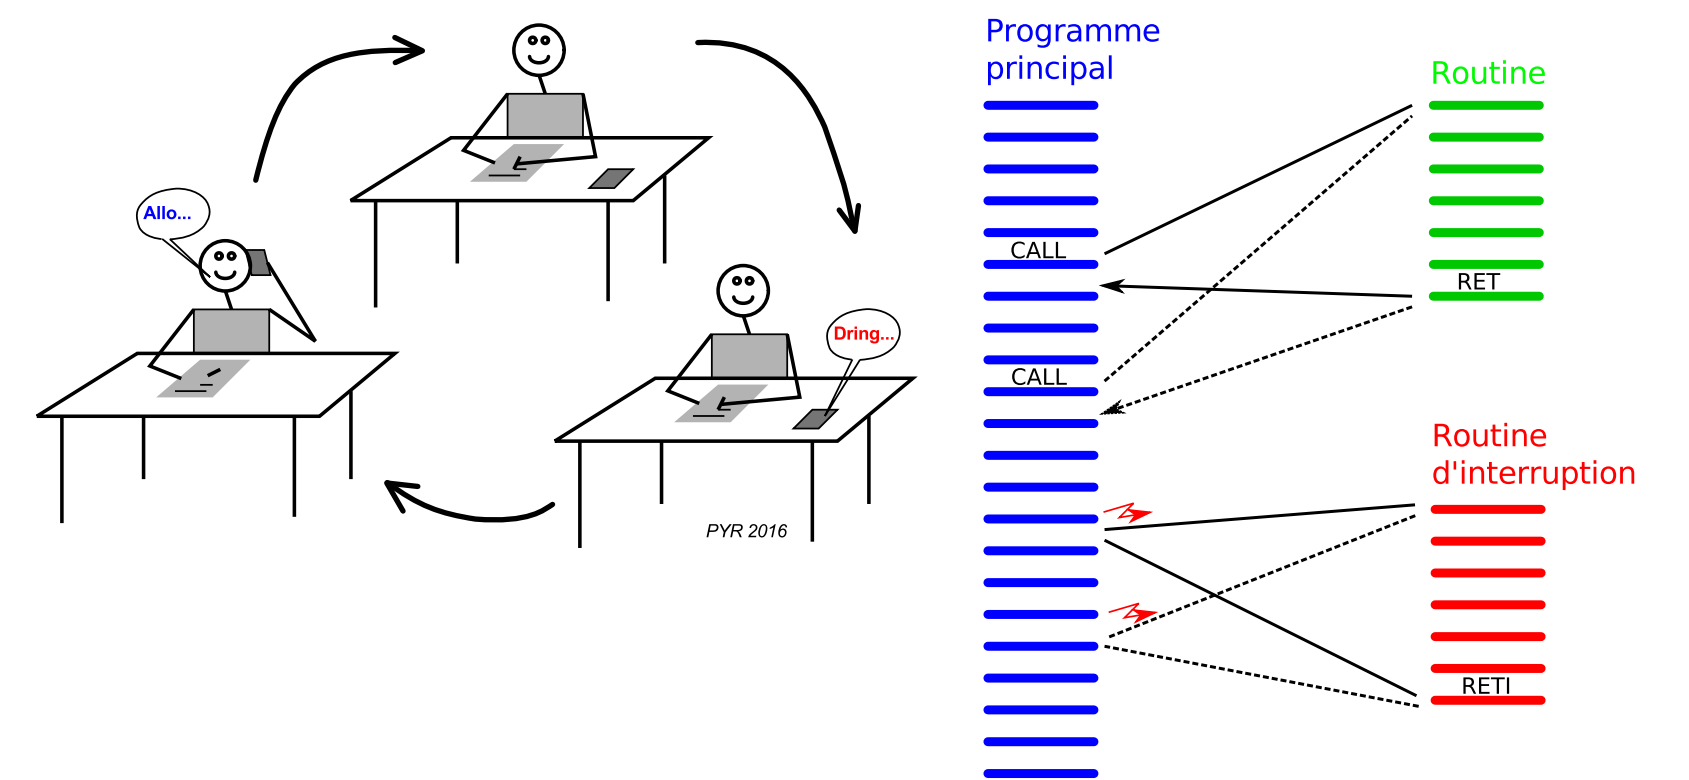 Allo...
Dring...
PYR 2016
Programme
principal
CALL
CALL
Routine
RET
Routine
d'interruption
RETI